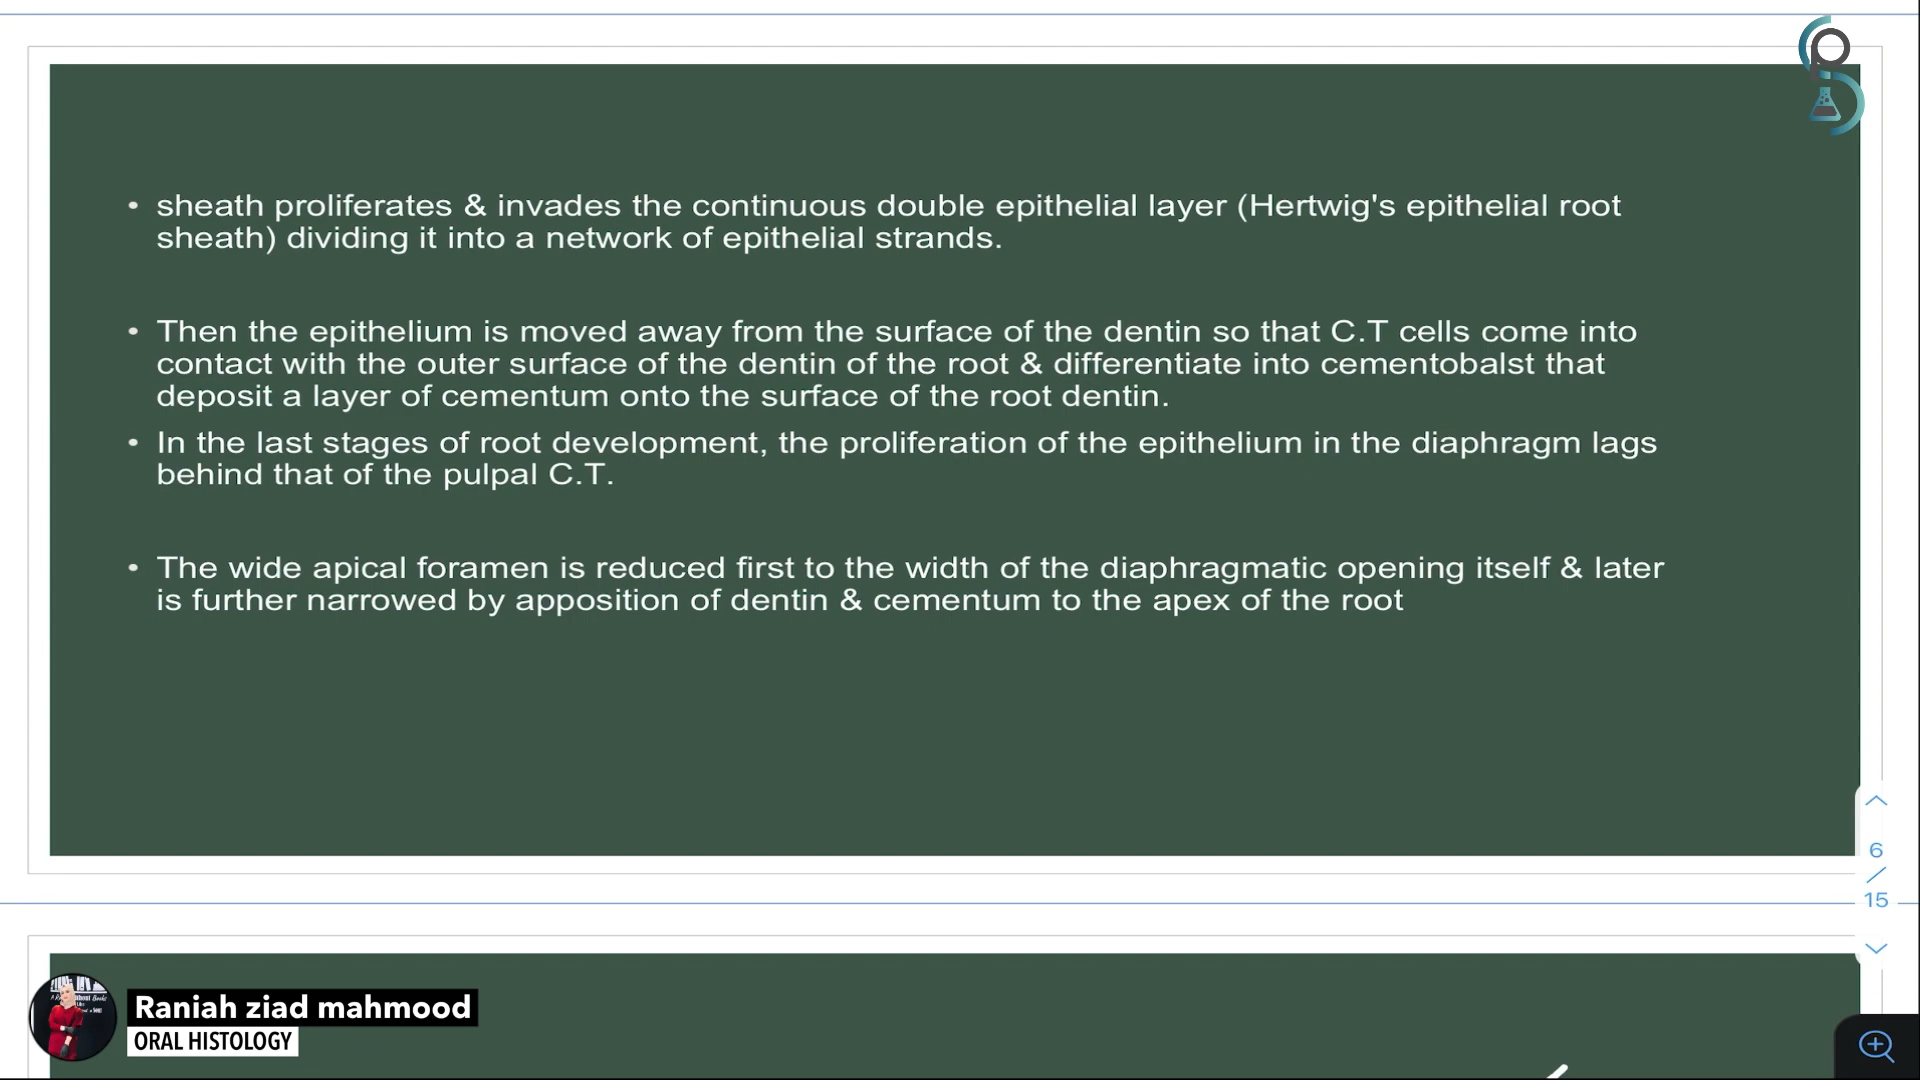 • sheath proliferates & invades the continuous double epithelial layer (Hertwig's epithelial root
sheath) dividing it into a network of epithelial strands.
• Then the epithelium is moved away from the surface of the dentin so that C.T cells come into
contact with the outer surface of the dentin of the root & differentiate into cementobalst that
deposit a layer of cementum onto the surface of the root dentin.
• In the last stages of root development, the proliferation of the epithelium in the diaphragm lags
behind that of the pulpal C.T.
• The wide apical foramen is reduced first to the width of the diaphragmatic opening itself & later
is further narrowed by apposition of dentin & cementum to the apex of the root
6
/
15
Raniah ziad mahmood
ORAL HISTOLOGY